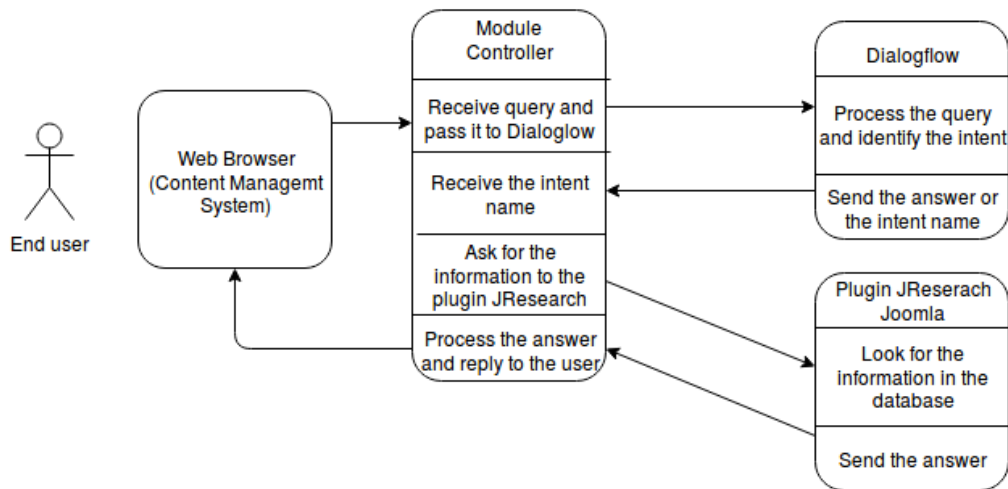 End user
Web Browser
(Content Managemt
System)
Module
Controller
Receive query and
pass it to Dialoglow
Receive the intent
name
Ask for the
information to the
plugin JResearch
Process the answer
and reply to the user
Dialogflow
Process the query
and identify the intent
Send the answer or
the intent name
Plugin JReserach
Joomla
Look for the
information in the
database
Send the answer